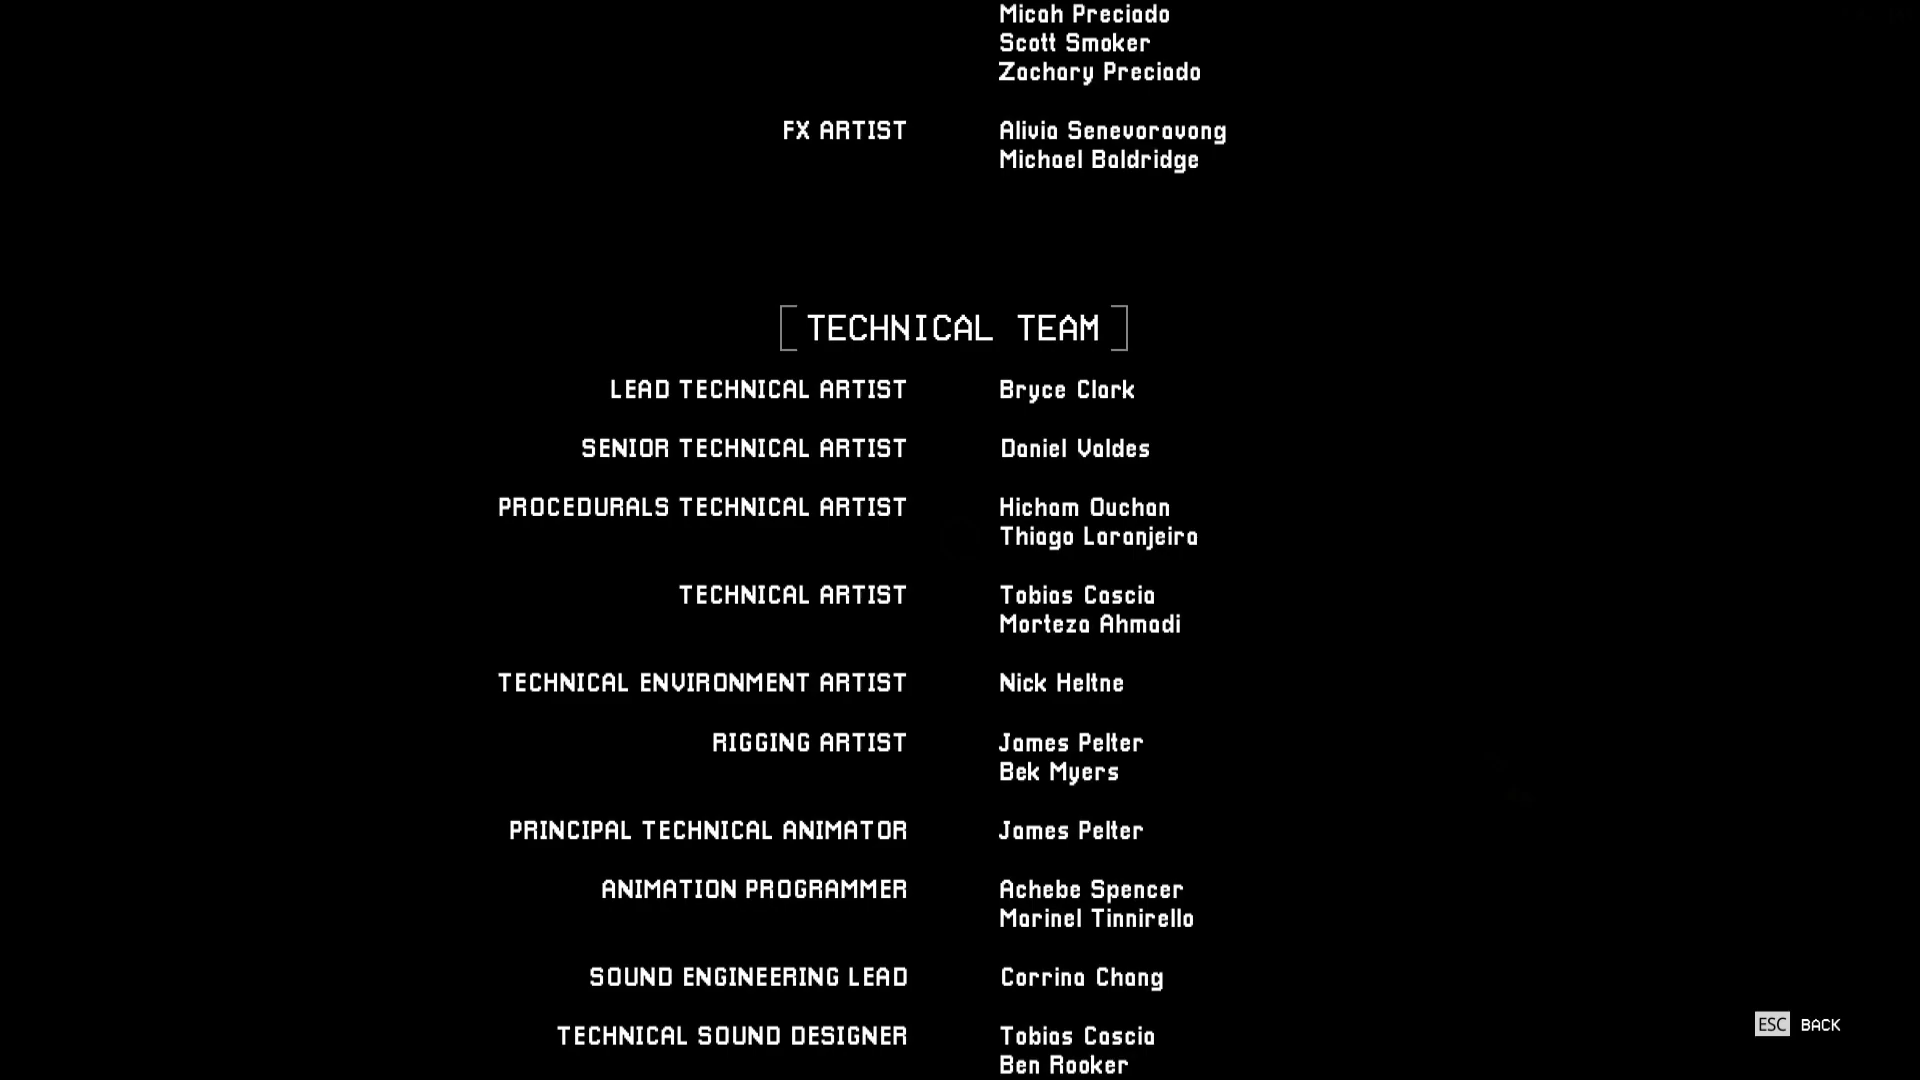 Micah Preciado
Scott Smoker
Zachary Preciado
FX ARTIST Alivia Senevoravong
Michael Baldridge
TECHNICAL TEAM
LEAD TECHNICAL ARTIST Bryce Clark
SENIOR TECHNICAL ARTIST Daniel Valdes
PROCEDURALS TECHNICAL ARTIST Hicham Ouchan
Thiago Laranjeira
TECHNICAL ARTIST Tobias Cascia
Morteza Ahmadi
TECHNICAL ENVIRONMENT ARTIST Nick Heltne
RIGGING ARTIST James Pelter
Bek Myers
PRINCIPAL TECHNICAL ANIMATOR James Pelter
ANIMATION PROGRAMMER Achebe Spencer
Marinel Tinnirello
SOUND ENGINEERING LEAD Corrina Chang
TECHNICAL SOUND DESIGNER Tobias Cascia
Ben Rooker
ESC BACK